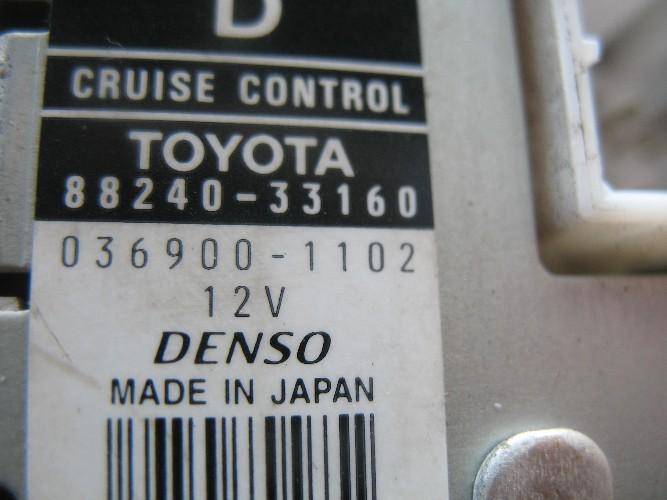 D
CRUISE CONTROL
TOYOTA
88240-33160
036900-1102
12V
DENSO
MADE IN JAPAN